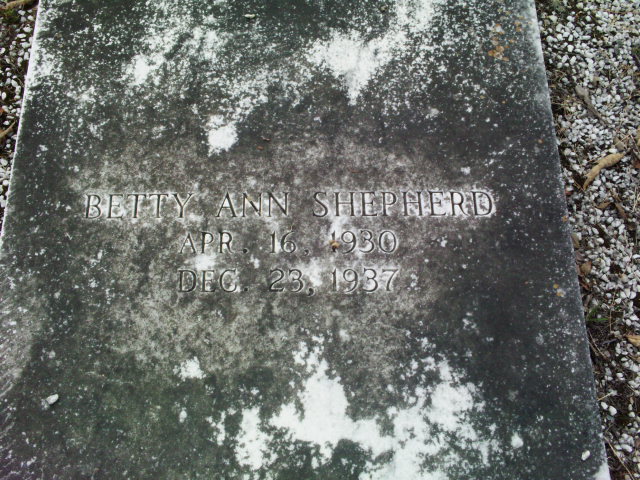 BETTY ANN SHEPHERD
APR. 16, 1930
DEC. 23, 1937